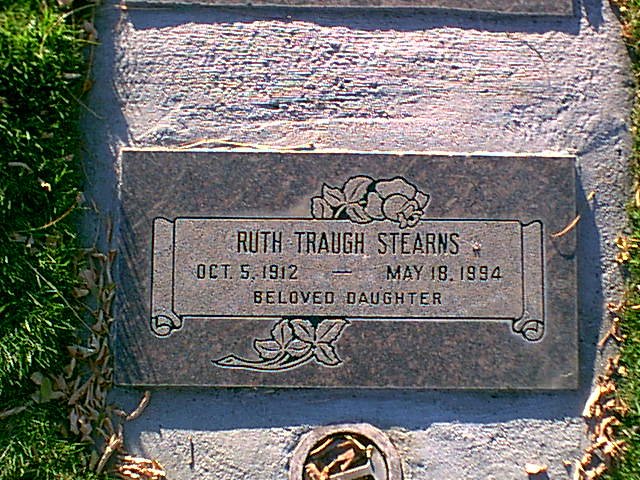 RUTH TRAUGH STEARNS
OCT. 5, 1912 — MAY 18, 1994
BELOVED DAUGHTER